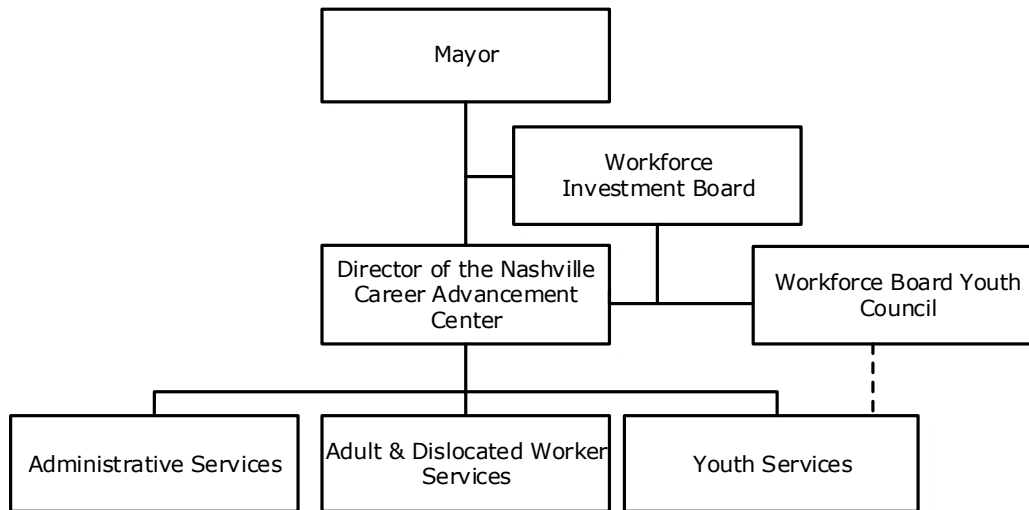 Mayor
Workforce
Investment Board
Director of the Nashville
Career Advancement
Center
Workforce Board Youth
Council
Administrative Services
Adult & Dislocated Worker
Services
Youth Services